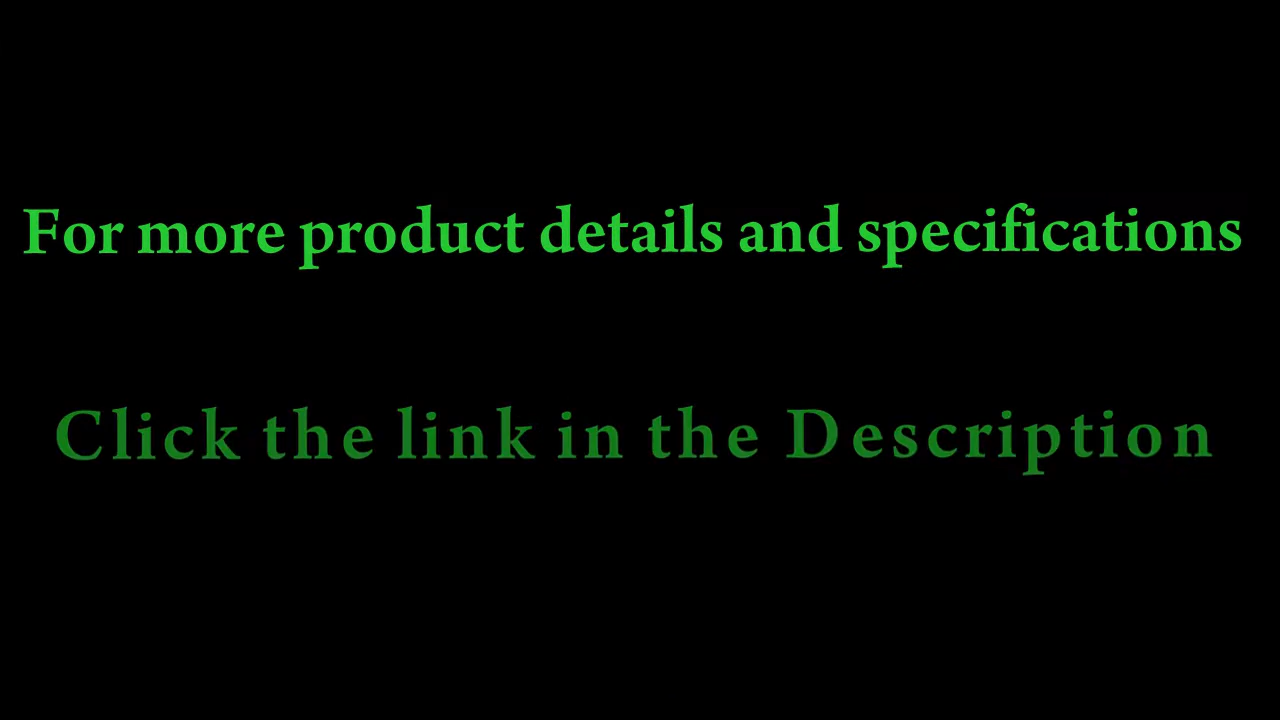 For more product details and specifications
Click the link in the Description